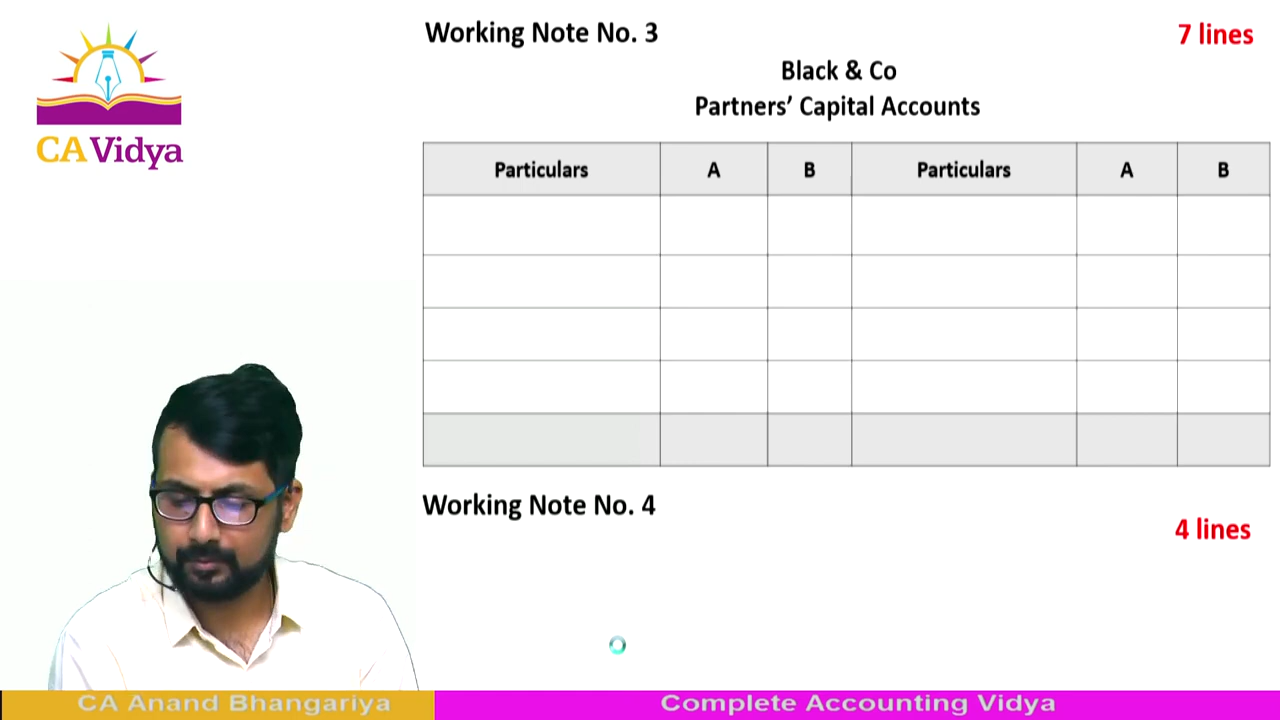 CA Vidya
Working Note No. 3
7 lines
Black & Co
Partners’ Capital Accounts
Particulars A B Particulars A B
Working Note No. 4
4 lines
CA Anand Bhangariya
Complete Accounting Vidya